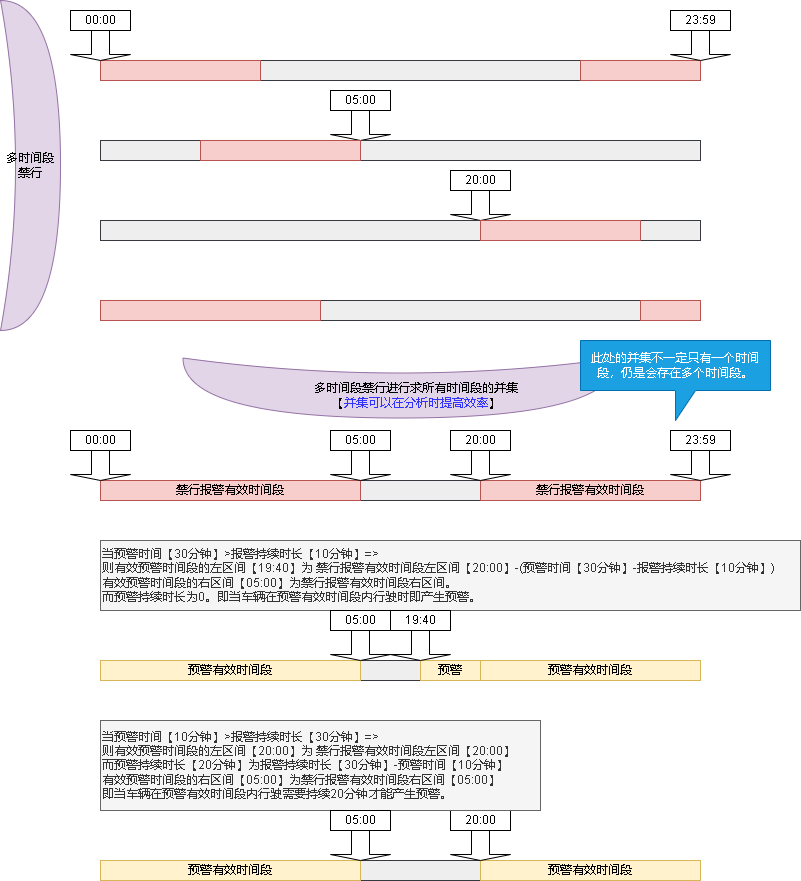 00:00
23:59
05:00
多时间段
禁行
20:00
此处的并集不一定只有一个时间
段，仍是会存在多个时间段。
多时间段禁行进行求所有时间段的并集
【并集可以在分析时提高效率】
00:00
05:00
20:00
23:59
禁行报警有效时间段
禁行报警有效时间段
当预警时间【30分钟】>报警持续时长【10分钟】=>
则有效预警时间段的左区间【19:40】为 禁行报警有效时间段左区间【20:00】-(预警时间【30分钟】-报警持续时长【10分钟】)
有效预警时间段的右区间【05:00】为禁行报警有效时间段右区间。
而预警持续时长为0。即当车辆在预警有效时间段内行驶时即产生预警。
05:00
19:40
预警有效时间段
预警
预警有效时间段
当预警时间【10分钟】>报警持续时长【30分钟】=>
则有效预警时间段的左区间【20:00】为 禁行报警有效时间段左区间【20:00】
而预警持续时长【20分钟】为报警持续时长【30分钟】-预警时间【10分钟】
有效预警时间段的右区间【05:00】为禁行报警有效时间段右区间【05:00】
即当车辆在预警有效时间段内行驶需要持续20分钟才能产生预警。
05:00
20:00
预警有效时间段
预警有效时间段